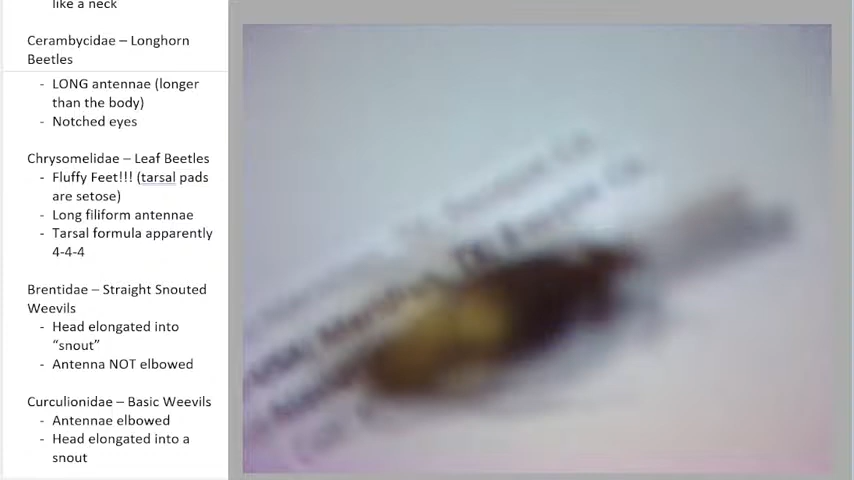 like a neck
Cerambycidae – Longhorn
Beetles
- LONG antennae (longer
than the body)
- Notched eyes
Chrysomelidae – Leaf Beetles
- Fluffy Feet!!! (tarsal pads
are setose)
- Long filiform antennae
- Tarsal formula apparently
4-4-4
Brentidae – Straight Snouted
Weevils
- Head elongated into
“snout”
- Antenna NOT elbowed
Curculionidae – Basic Weevils
- Antennae elbowed
- Head elongated into a
snout